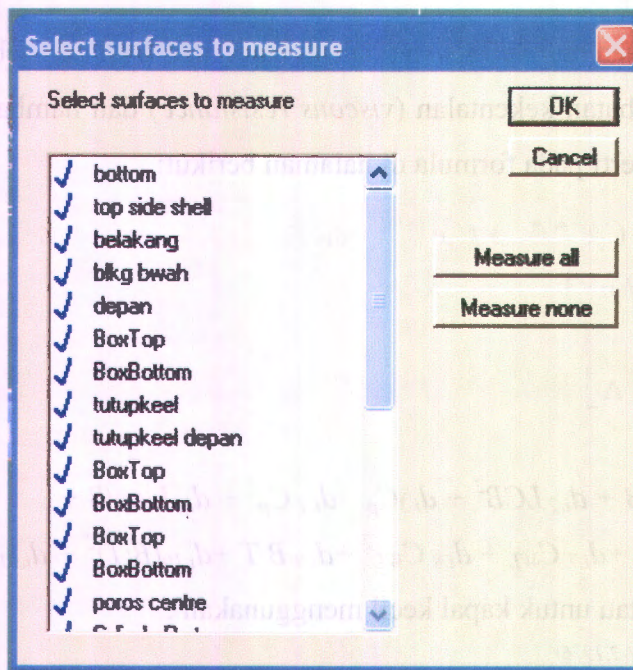 Select surfaces to measure
Select surfaces to measure
OK
Cancel
Measure all
Measure none
bottom
top side shell
belakang
blkg bwah
depan
BoxTop
BoxBottom
tutupkeel
tutupkeel depan
BoxTop
BoxBottom
BoxTop
BoxBottom
poros centre